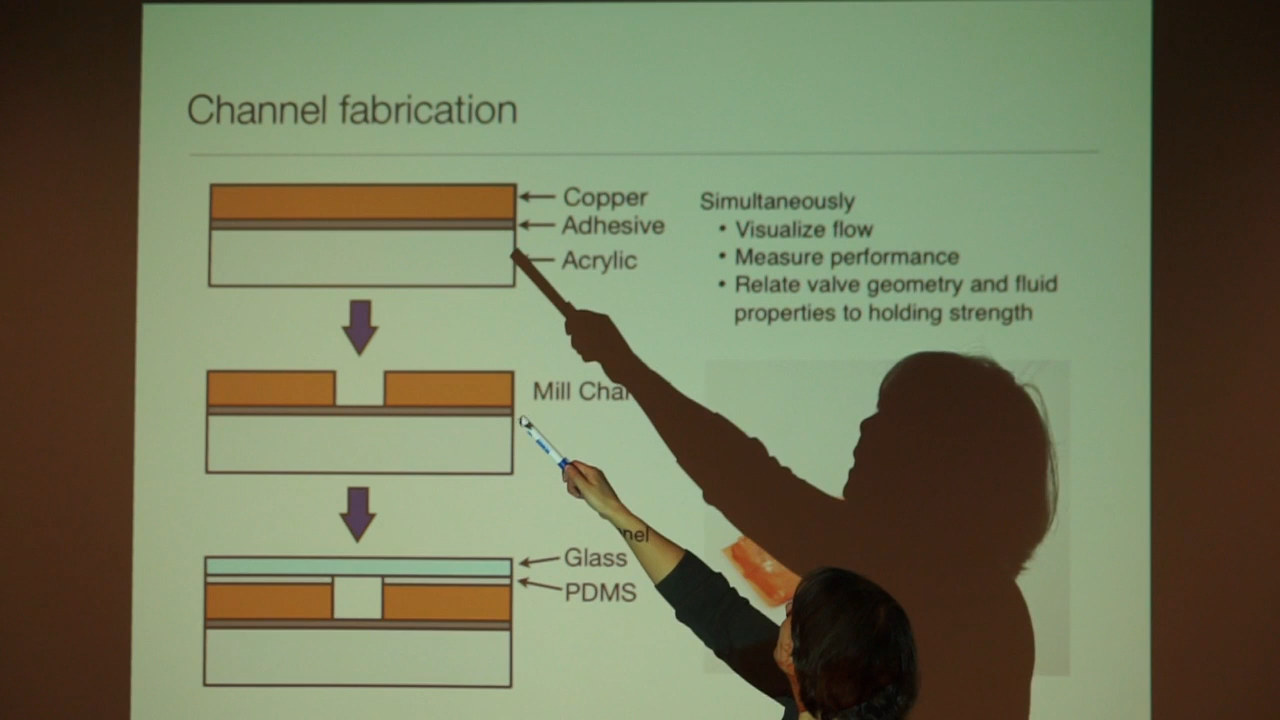 Channel fabrication
Copper
Adhesive
Acrylic
Simultaneously
• Visualize flow
• Measure performance
• Relate valve geometry and fluid
properties to holding strength
Mill
Glass
PDMS